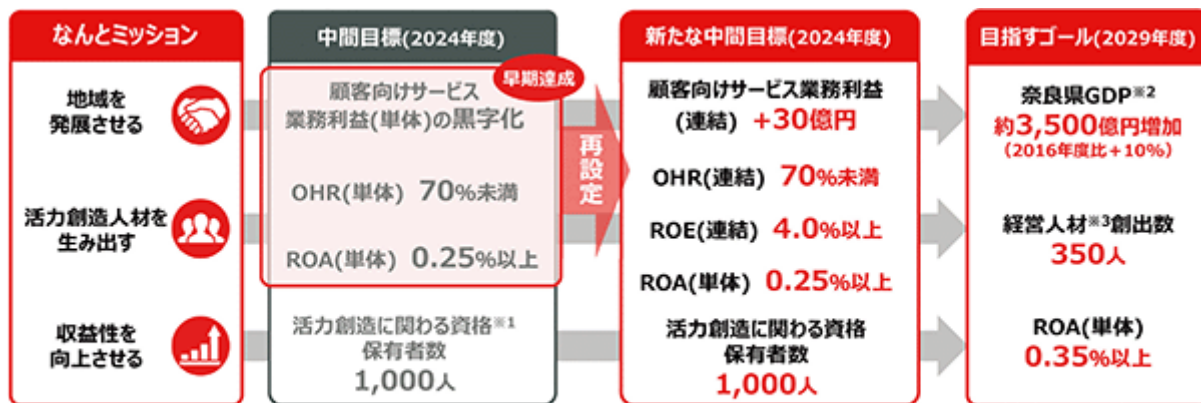 なんとミッション
地域を
発展させる
活力創造人材を
生み出す
収益性を
向上させる
中間目標(2024年度)
早期達成
顧客向けサービス
業務利益(単体)の黒字化
OHR(単体) 70%未満
ROA(単体) 0.25%以上
活力創造に関わる資格※1
保有者数
1,000人
再設定
新たな中間目標(2024年度)
顧客向けサービス業務利益
(連結) +30億円
OHR(連結) 70%未満
ROE(連結) 4.0%以上
ROA(単体) 0.25%以上
活力創造に関わる資格
保有者数
1,000人
目指すゴール(2029年度)
奈良県GDP※2
約3,500億円増加
(2016年度比+10%)
経営人材※3創出数
350人
ROA(単体)
0.35%以上